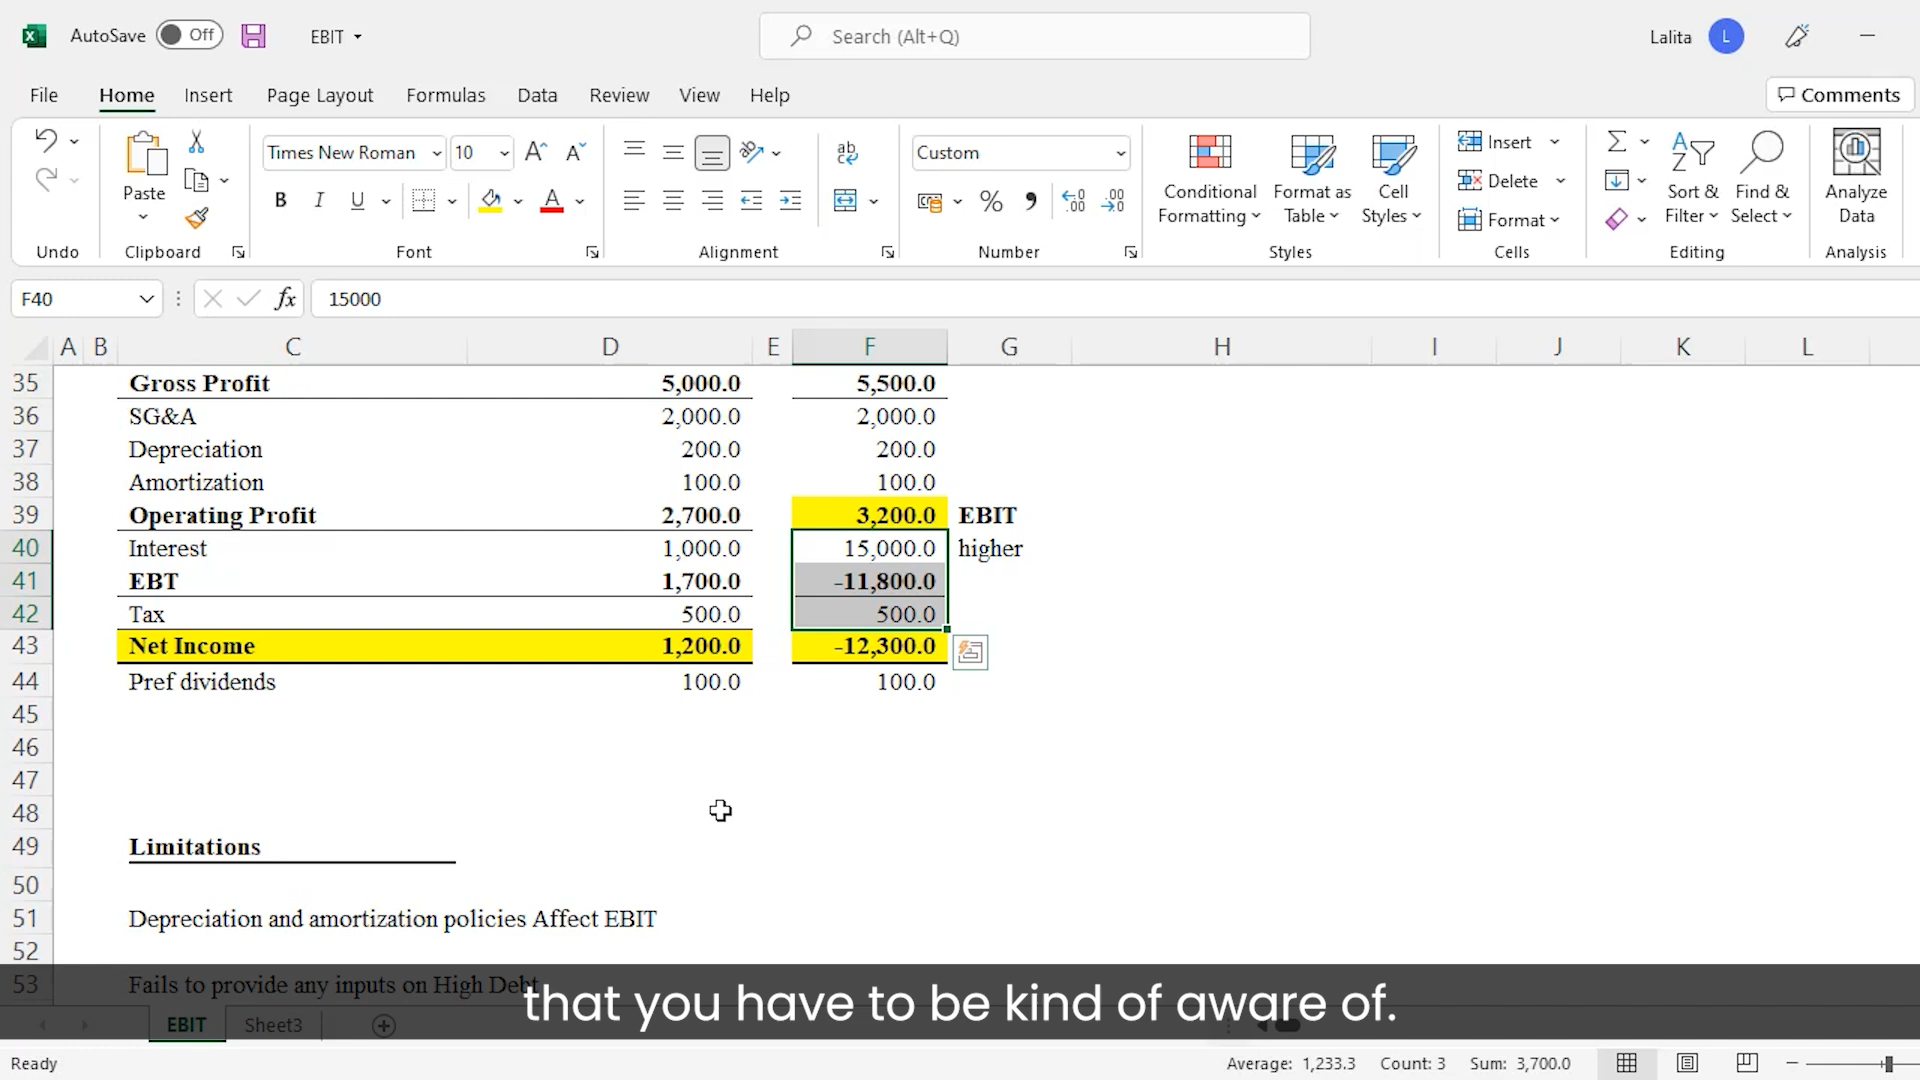 AutoSave Off EBIT Search (Alt+Q) Lalita L
File Home Insert Page Layout Formulas Data Review View Help Comments
Paste Times New Roman 10 A A B I U A ab c Custom % , Conditional Formatting Format as Table Cell Styles Insert Delete Format Sort & Filter Find & Select Analyze Data
Undo Clipboard Font Alignment Number Styles Cells Editing Analysis
F40 fx 15000
A B C D E F G H I J K L
35 Gross Profit 5,000.0 5,500.0
36 SG&A 2,000.0 2,000.0
37 Depreciation 200.0 200.0
38 Amortization 100.0 100.0
39 Operating Profit 2,700.0 3,200.0 EBIT
40 Interest 1,000.0 15,000.0 higher
41 EBT 1,700.0 -11,800.0
42 Tax 500.0 500.0
43 Net Income 1,200.0 -12,300.0
44 Pref dividends 100.0 100.0
45
46
47
48
49 Limitations
50
51 Depreciation and amortization policies Affect EBIT
52
53 Fails to provide any inputs on High Debt
that you have to be kind of aware of.
EBIT Sheet3
Ready Average: 1,233.3 Count: 3 Sum: 3,700.0